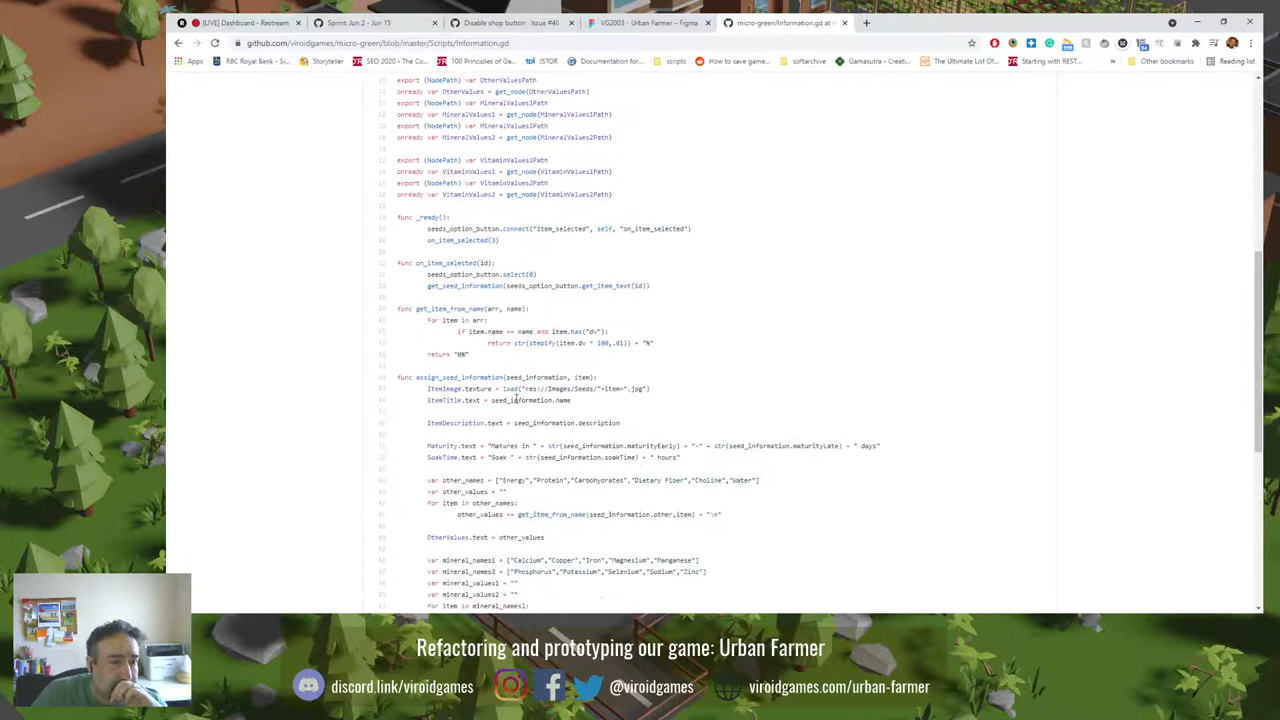 [LIVE] Dashboard - Restream
Sprint: Jun 2 - Jun 15
Disable shop button · Issue #46
VG2003 - Urban Farmer – Figma
micro-green/Information.gd at m
github.com/viroidgames/micro-green/blob/master/Scripts/Information.gd
Apps
RBC Royal Bank - Si...
Storyteller
SEO 2020 - The Co...
100 Principles of Ga...
JSTOR
Documentation for...
scripts
How to save game...
softarchive
Gamasutra - Creati...
The Ultimate List Of...
Starting with REST...
»
Other bookmarks
Reading list
export (NodePath) var OtherValuesPath
onready var OtherValues = get_node(OtherValuesPath)
export (NodePath) var MineralValues1Path
onready var MineralValues1 = get_node(MineralValues1Path)
export (NodePath) var MineralValues1Path
onready var MineralValues2 = get_node(MineralValues2Path)
export (NodePath) var VitaminValues1Path
onready var VitaminValues1 = get_node(VitaminValues1Path)
export (NodePath) var VitaminValues2Path
onready var VitaminValues2 = get_node(VitaminValues2Path)
func _ready():
seeds_option_button.connect("item_selected", self, "on_item_selected")
on_item_selected(3)
func on_item_selected(id):
seeds_option_button.select(0)
get_seed_information(seeds_option_button.get_item_text(id))
func get_item_from_name(arr, name):
for item in arr:
if item.name == name and item.has("dv"):
return str(stepify(item.dv * 100,.01)) + "%"
return "0%"
func assign_seed_information(seed_information, item):
ItemImage.texture = load("res://Images/Seeds/"+item+".jpg")
ItemTitle.text = seed_information.name
ItemDescription.text = seed_information.description
Maturity.text = "Matures in " + str(seed_information.maturityEarly) + "-" + str(seed_information.maturityLate) + " days"
SoakTime.text = "Soak " + str(seed_information.soakTime) + " hours"
var other_names = ["Energy","Protein","Carbohydrates","Dietary Fiber","Choline","Water"]
var other_values = ""
for item in other_names:
other_values += get_item_from_name(seed_information.other,item) + "\n"
OtherValues.text = other_values
var mineral_names1 = ["Calcium","Copper","Iron","Magnesium","Manganese"]
var mineral_names2 = ["Phosphorus","Potassium","Selenium","Sodium","Zinc"]
var mineral_values1 = ""
var mineral_values2 = ""
for item in mineral_names1:
Refactoring and prototyping our game: Urban Farmer
discord.link/viroidgames
@viroidgames
viroidgames.com/urban-farmer